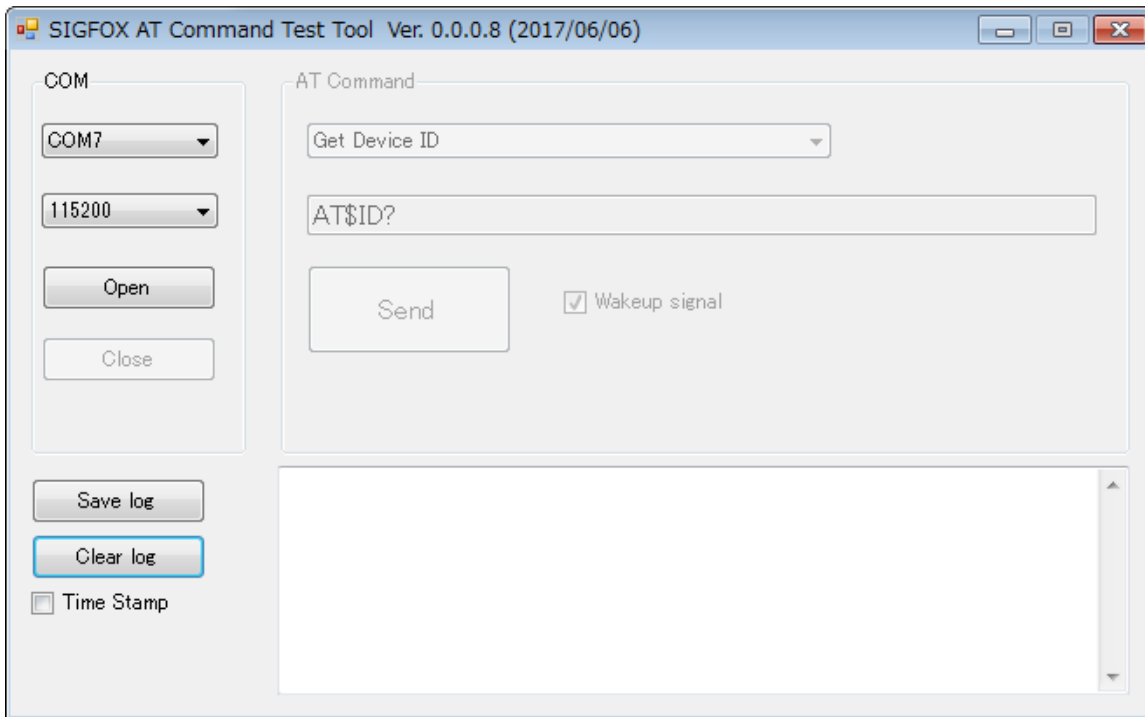 SIGFOX AT Command Test Tool Ver. 0.0.0.8 (2017/06/06)
COM
COM7
115200
Open
Close
AT Command
Get Device ID
AT$ID?
Send
Wakeup signal
Save log
Clear log
Time Stamp